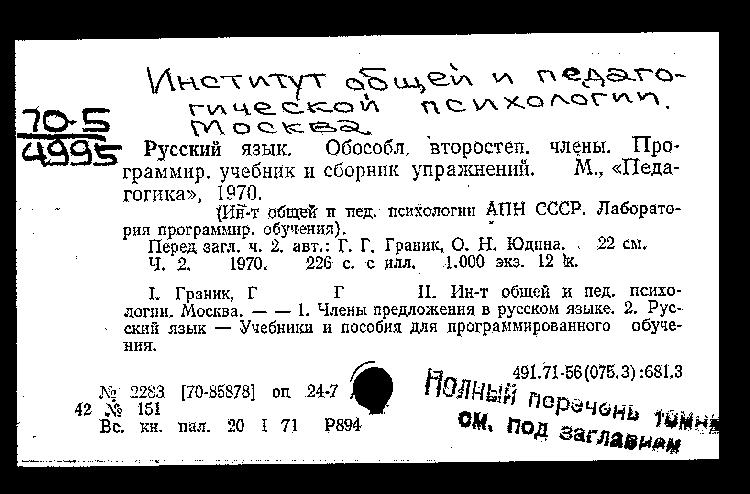 Институт общей и педаго-
гической психологии.
Москва
70-5
4995
Русский язык. Обособл. второстеп. члены. Про-
граммир. учебник и сборник упражнений. М., «Педа-
гогика», 1970.
(Ин-т общей и пед. психологии АПН СССР. Лаборато-
рия программир. обучения).
Перед загл. ч. 2. авт.: Г. Г. Граник, О. Н. Юдина. 22 см.
Ч. 2. 1970. 226 с. с илл. 1.000 экз. 12 к.
I. Граник, Г Г II. Ин-т общей и пед. психо-
логии. Москва. — — 1. Члены предложения в русском языке. 2. Рус-
ский язык — Учебники и пособия для программированного обуче-
ния.
491.71-56(075.3):681.3
№ 2283 [70-85878] оп 24-7
42 № 151
Вс. кн. пал. 20 I 71 Р894
Полный перечень томни
см. под заглавием